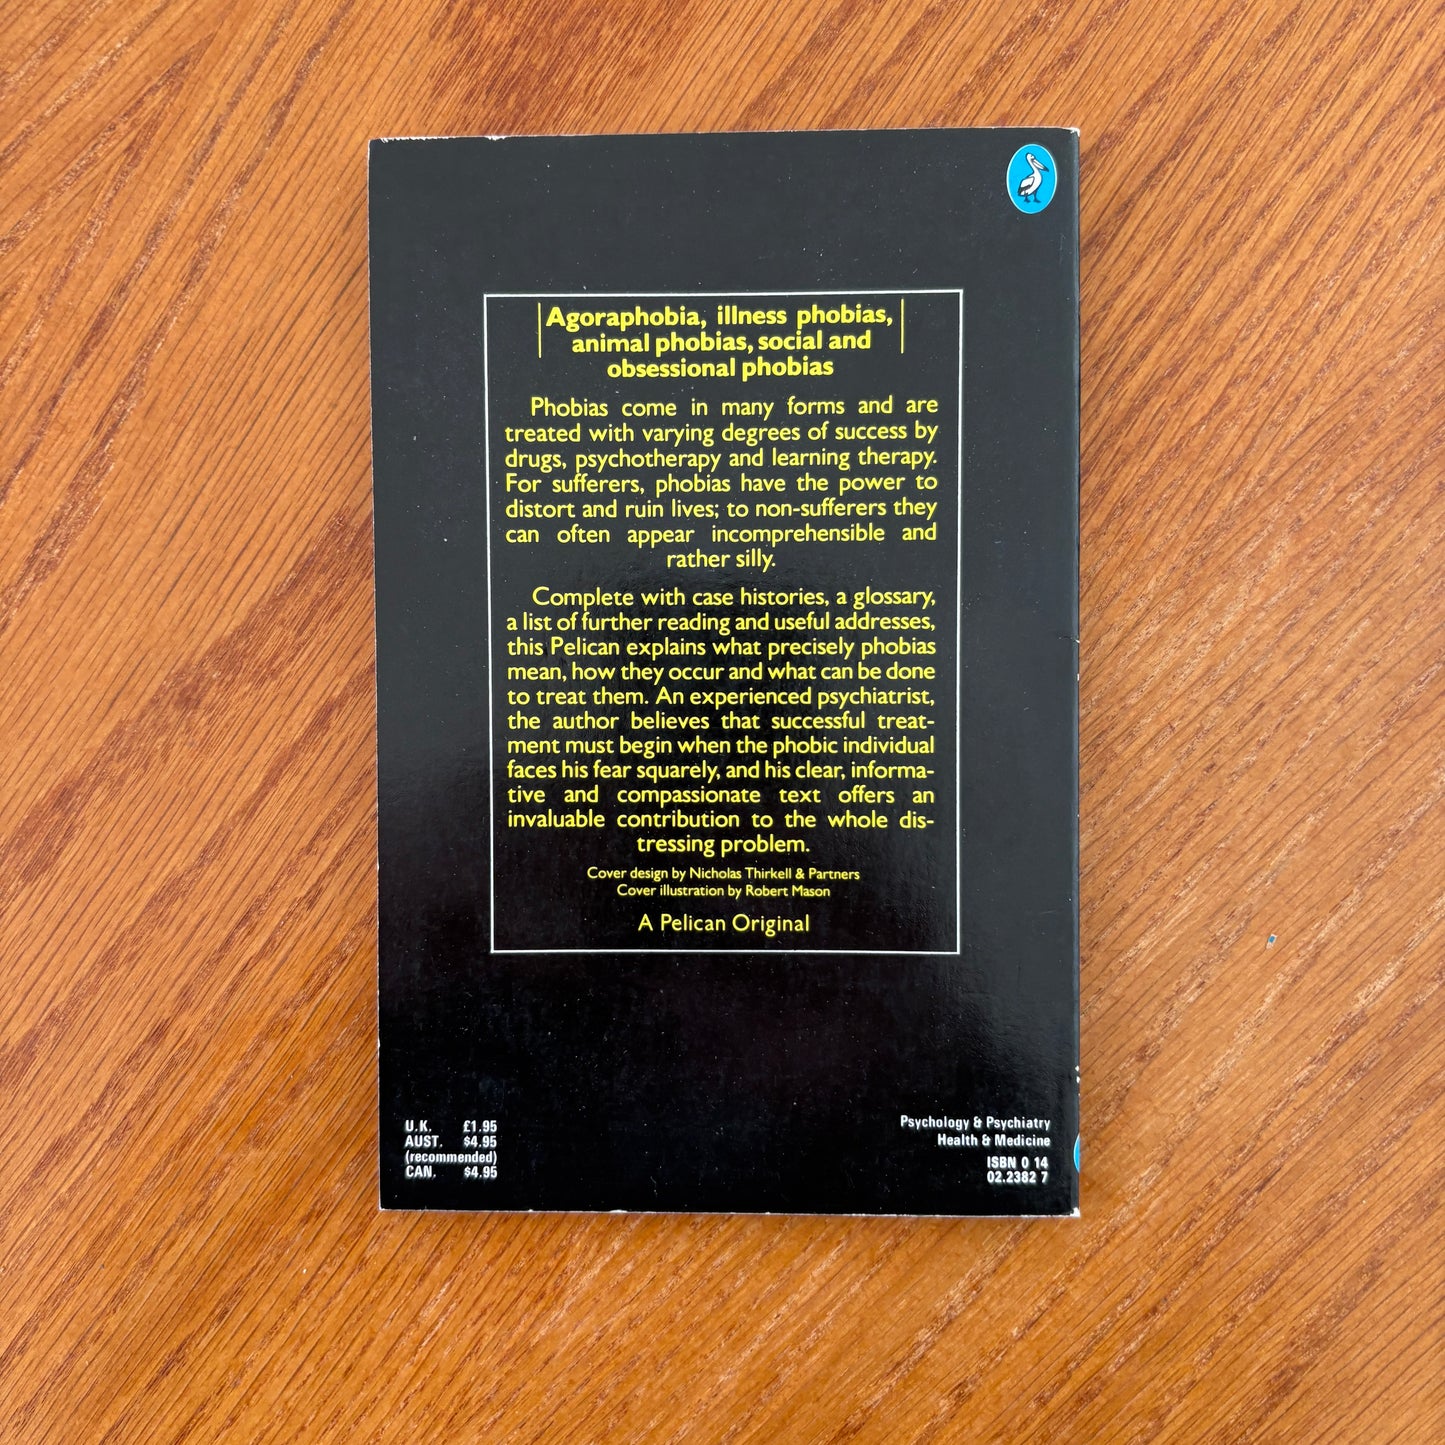 Agoraphobia, illness phobias,
animal phobias, social and
obsessional phobias
Phobias come in many forms and are
treated with varying degrees of success by
drugs, psychotherapy and learning therapy.
For sufferers, phobias have the power to
distort and ruin lives; to non-sufferers they
can often appear incomprehensible and
rather silly.
Complete with case histories, a glossary,
a list of further reading and useful addresses,
this Pelican explains what precisely phobias
mean, how they occur and what can be done
to treat them. An experienced psychiatrist,
the author believes that successful treat-
ment must begin when the phobic individual
faces his fear squarely, and his clear, informa-
tive and compassionate text offers an
invaluable contribution to the whole dis-
tressing problem.
Cover design by Nicholas Thirkell & Partners
Cover illustration by Robert Mason
A Pelican Original
U.K. £1.95
AUST. $4.95
(recommended)
CAN. $4.95
Psychology & Psychiatry
Health & Medicine
ISBN 0 14
02.2382 7